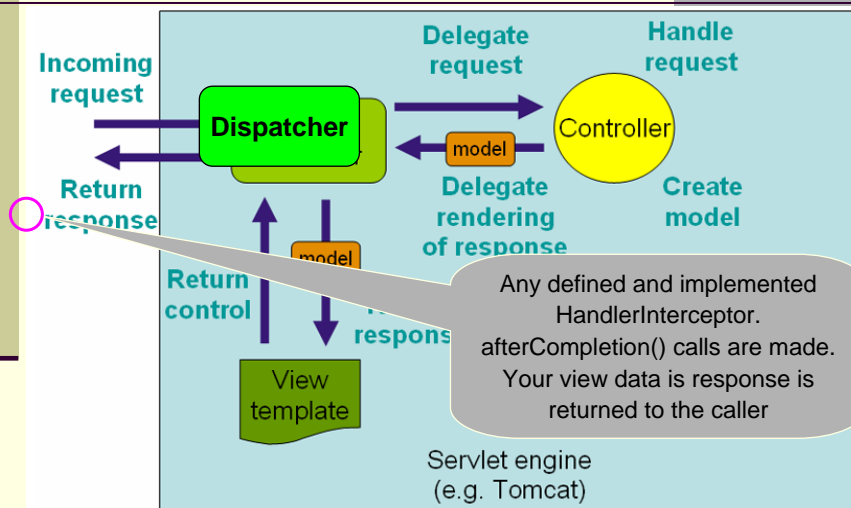 Delegate
request
Handle
request
Incoming
request
Dispatcher
Controller
model
Return
response
Delegate
rendering
of response
Create
model
model
Return
control
respons
Any defined and implemented
HandlerInterceptor.
afterCompletion() calls are made.
Your view data is response is
returned to the caller
View
template
Servlet engine
(e.g. Tomcat)